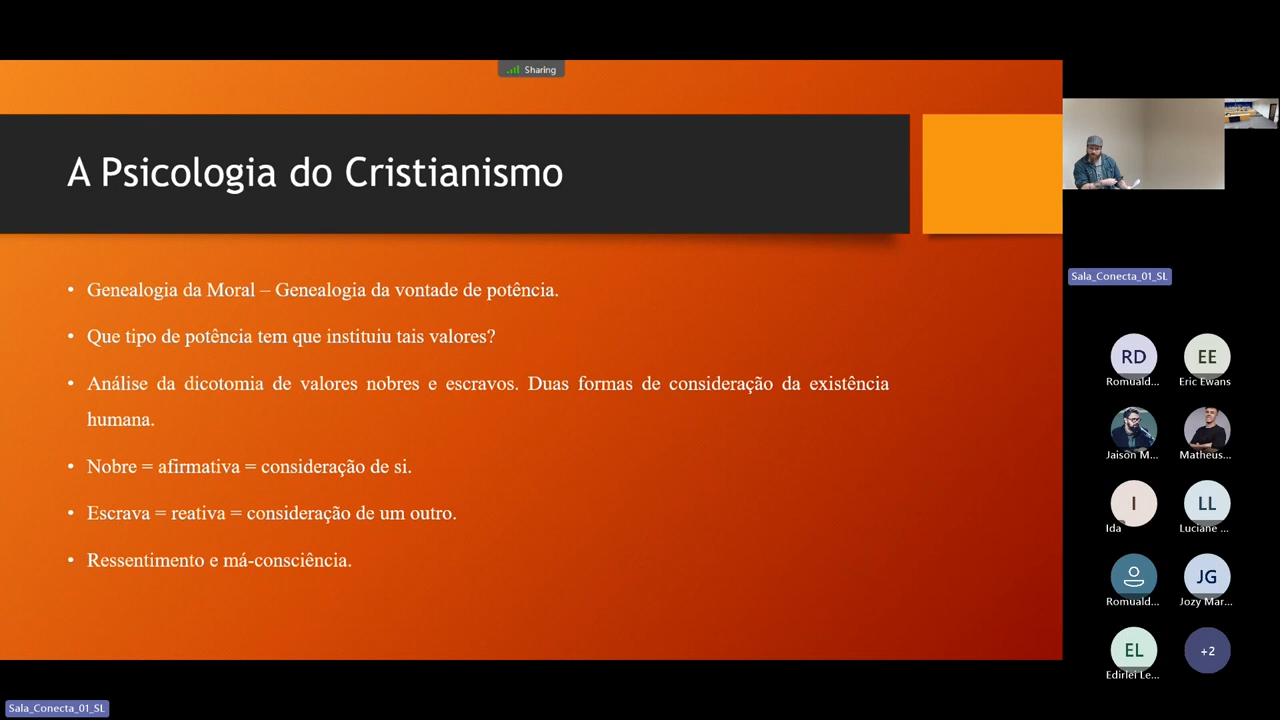 Sharing
A Psicologia do Cristianismo
• Genealogia da Moral – Genealogia da vontade de potência.
• Que tipo de potência tem que instituiu tais valores?
• Análise da dicotomia de valores nobres e escravos. Duas formas de consideração da existência
humana.
• Nobre = afirmativa = consideração de si.
• Escrava = reativa = consideração de um outro.
• Ressentimento e má-consciência.
Sala_Conecta_01_SL
RD
Romuald...
EE
Eric Ewans
Jaison M...
Matheus...
I
Ida
LL
Luciane ...
Romuald...
JG
Jozy Mar...
EL
Edirlei Le...
+2
Sala_Conecta_01_SL